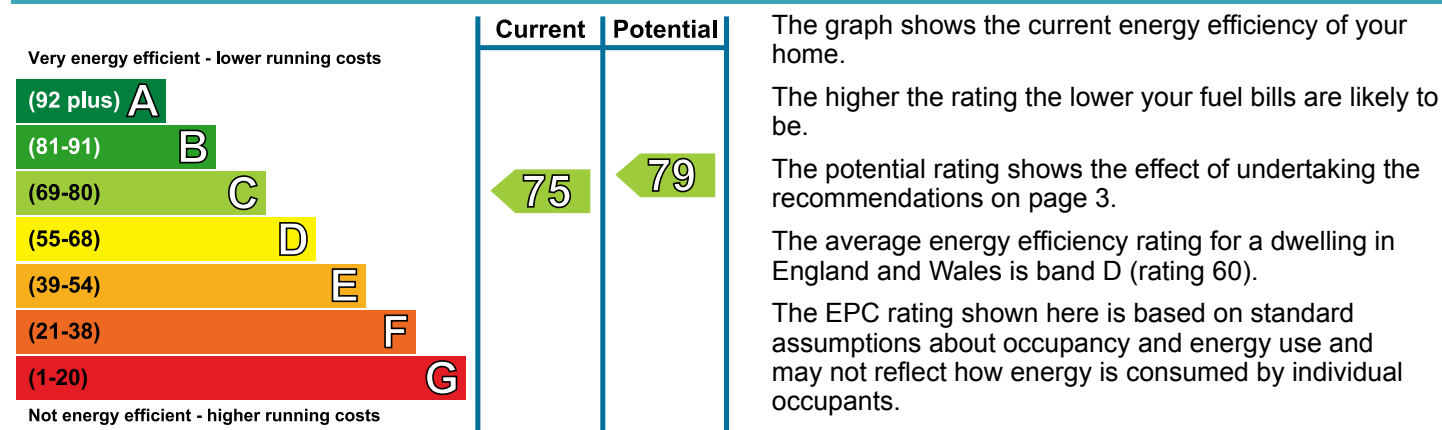 Current Potential
Very energy efficient - lower running costs
(92 plus) A
(81-91) B
(69-80) C
(55-68) D
(39-54) E
(21-38) F
(1-20) G
Not energy efficient - higher running costs
75
79
The graph shows the current energy efficiency of your
home.
The higher the rating the lower your fuel bills are likely to
be.
The potential rating shows the effect of undertaking the
recommendations on page 3.
The average energy efficiency rating for a dwelling in
England and Wales is band D (rating 60).
The EPC rating shown here is based on standard
assumptions about occupancy and energy use and
may not reflect how energy is consumed by individual
occupants.